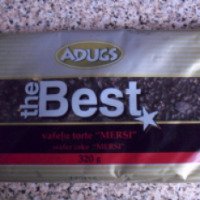 ADUGS
the
Best
vafeļu torte "MERSI"
wafer cake "MERSI"
320 g